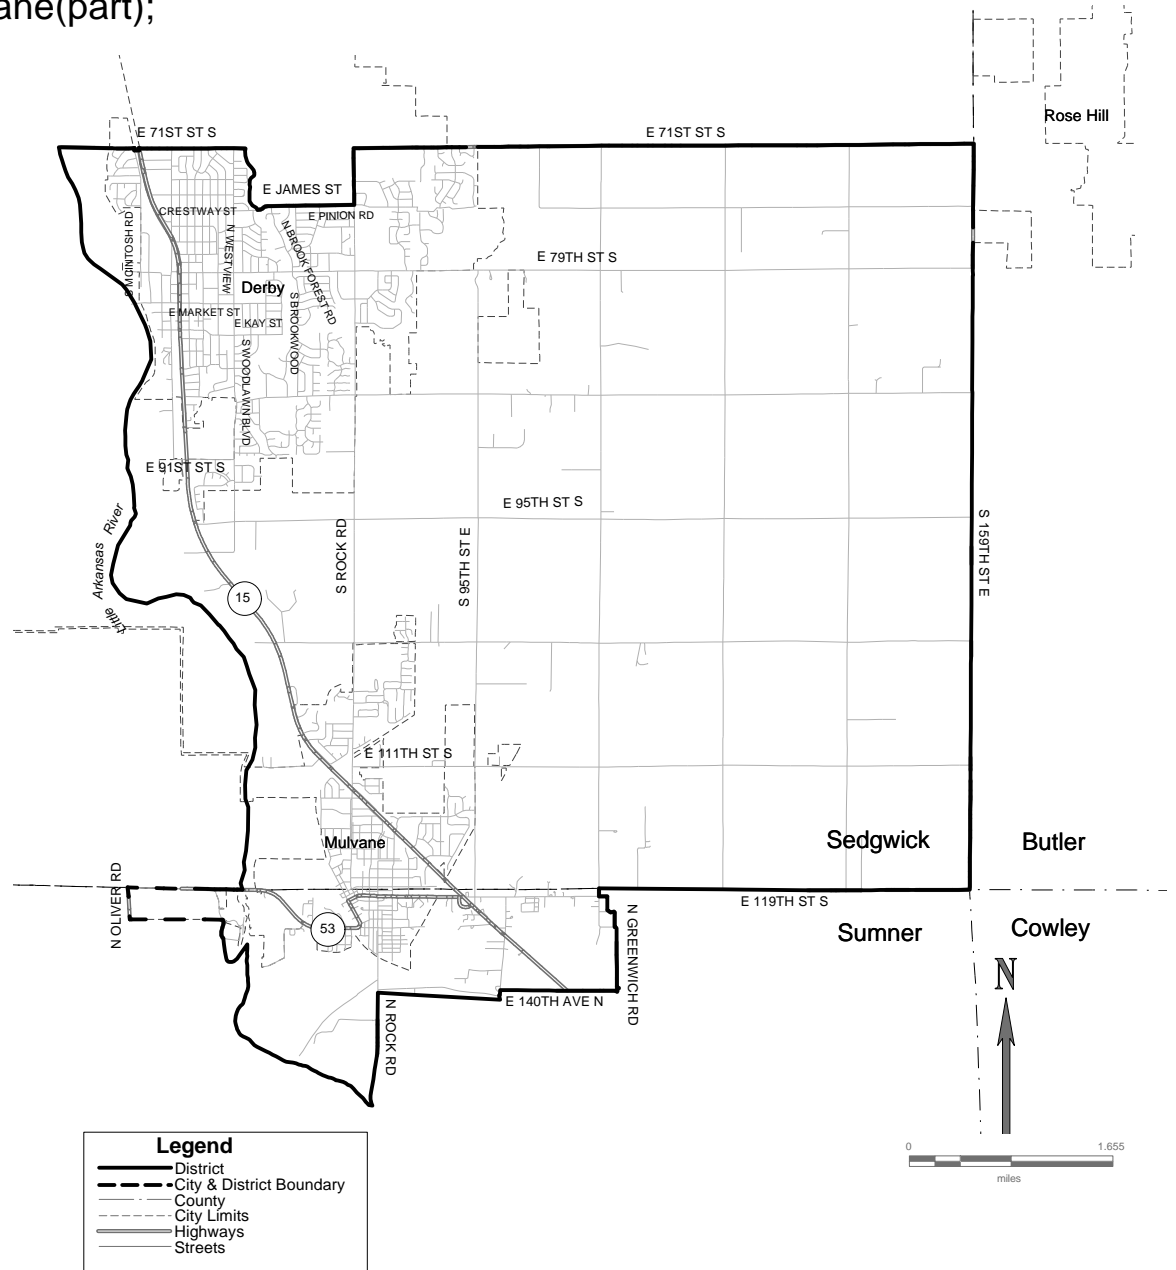 ane(part);
Rose Hill
E 71ST ST S
E 71ST ST S
E JAMES ST
CRESTWAY ST
E PINION RD
S MCINTOSH RD
N WESTVIEW
N BROOK FOREST RD
E 79TH ST S
Derby
S BROOKWOOD
E MARKET ST
E KAY ST
S WOODLAWN BLVD
E 91ST ST S
E 95TH ST S
Little Arkansas River
S ROCK RD
S 95TH ST E
S 159TH ST E
15
E 111TH ST S
Mulvane
Sedgwick
Butler
N OLIVER RD
E 119TH ST S
53
N GREENWICH RD
Sumner
Cowley
N
E 140TH AVE N
N ROCK RD
0
1.655
miles
Legend
District
City & District Boundary
County
City Limits
Highways
Streets